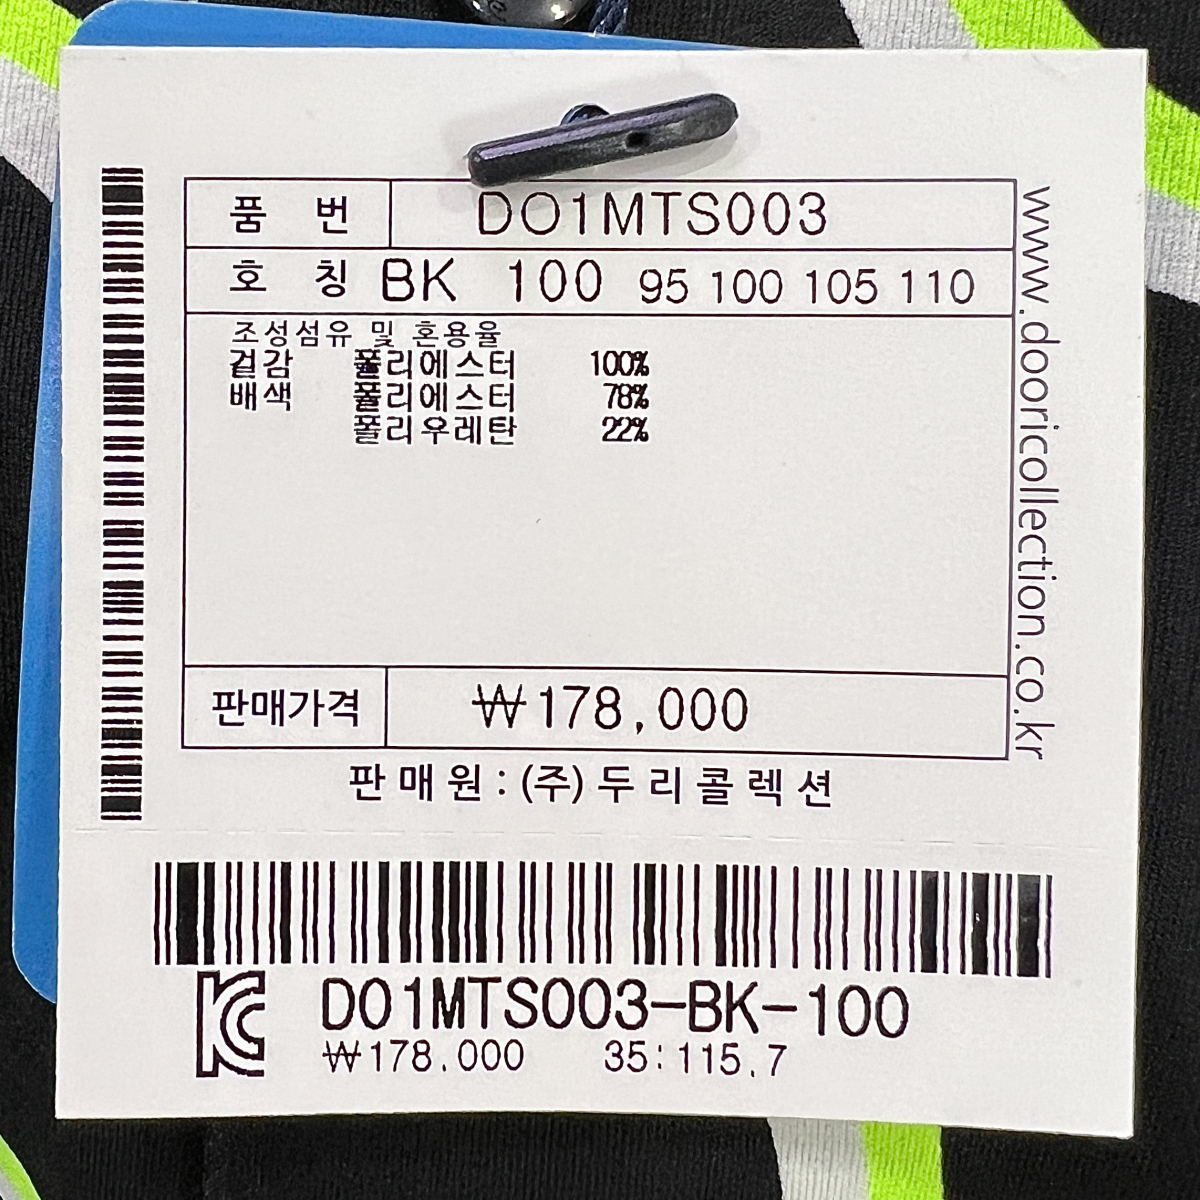 품 번 DO1MTS003
호 칭 BK 100 95 100 105 110
조성섬유 및 혼용율
겉감 폴리에스터 100%
배색 폴리에스터 78%
폴리우레탄 22%
판매가격 ₩178,000
판매원 : (주)두리콜렉션
www.dooricollection.co.kr
KC DO1MTS003-BK-100
₩178.000 35:115.7